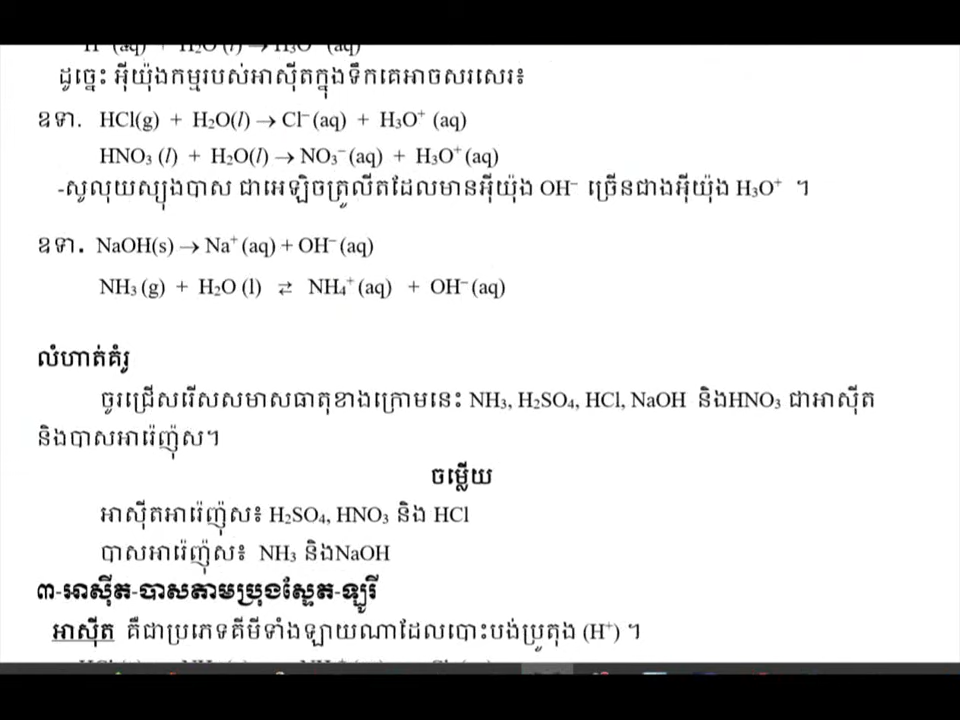 H⁺(aq) + H₂O(l) → H₃O⁺ (aq)
ដូច្នេះ អ៊ីយ៉ុងកម្មរបស់អាស៊ីតក្នុងទឹកគេអាចសរសេរ៖
ឧទា. HCl(g) + H₂O(l) → Cl⁻(aq) + H₃O⁺ (aq)
HNO₃ (l) + H₂O(l) → NO₃⁻(aq) + H₃O⁺(aq)
-សូលុយស្យុងបាស ជាអេឡិចត្រូលីតដែលមានអ៊ីយ៉ុង OH⁻ ច្រើនជាងអ៊ីយ៉ុង H₃O⁺ ។
ឧទា. NaOH(s) → Na⁺(aq) + OH⁻(aq)
NH₃(g) + H₂O (l) ⇄ NH₄⁺(aq) + OH⁻(aq)
លំហាត់គំរូ
ចូរជ្រើសរើសសមាសធាតុខាងក្រោមនេះ NH₃, H₂SO₄, HCl, NaOH និងHNO₃ ជាអាស៊ីត
និងបាសអារ៉េញ៉ុស។
ចម្លើយ
អាស៊ីតអារ៉េញ៉ុស៖ H₂SO₄, HNO₃ និង HCl
បាសអារ៉េញ៉ុស៖ NH₃ និងNaOH
៣-អាស៊ីត-បាសតាមប្រុងស្តែត-ឡូរី
អាស៊ីត គឺជាប្រភេទគីមីទាំងឡាយណាដែលបោះបង់ប្រូតុង (H⁺) ។